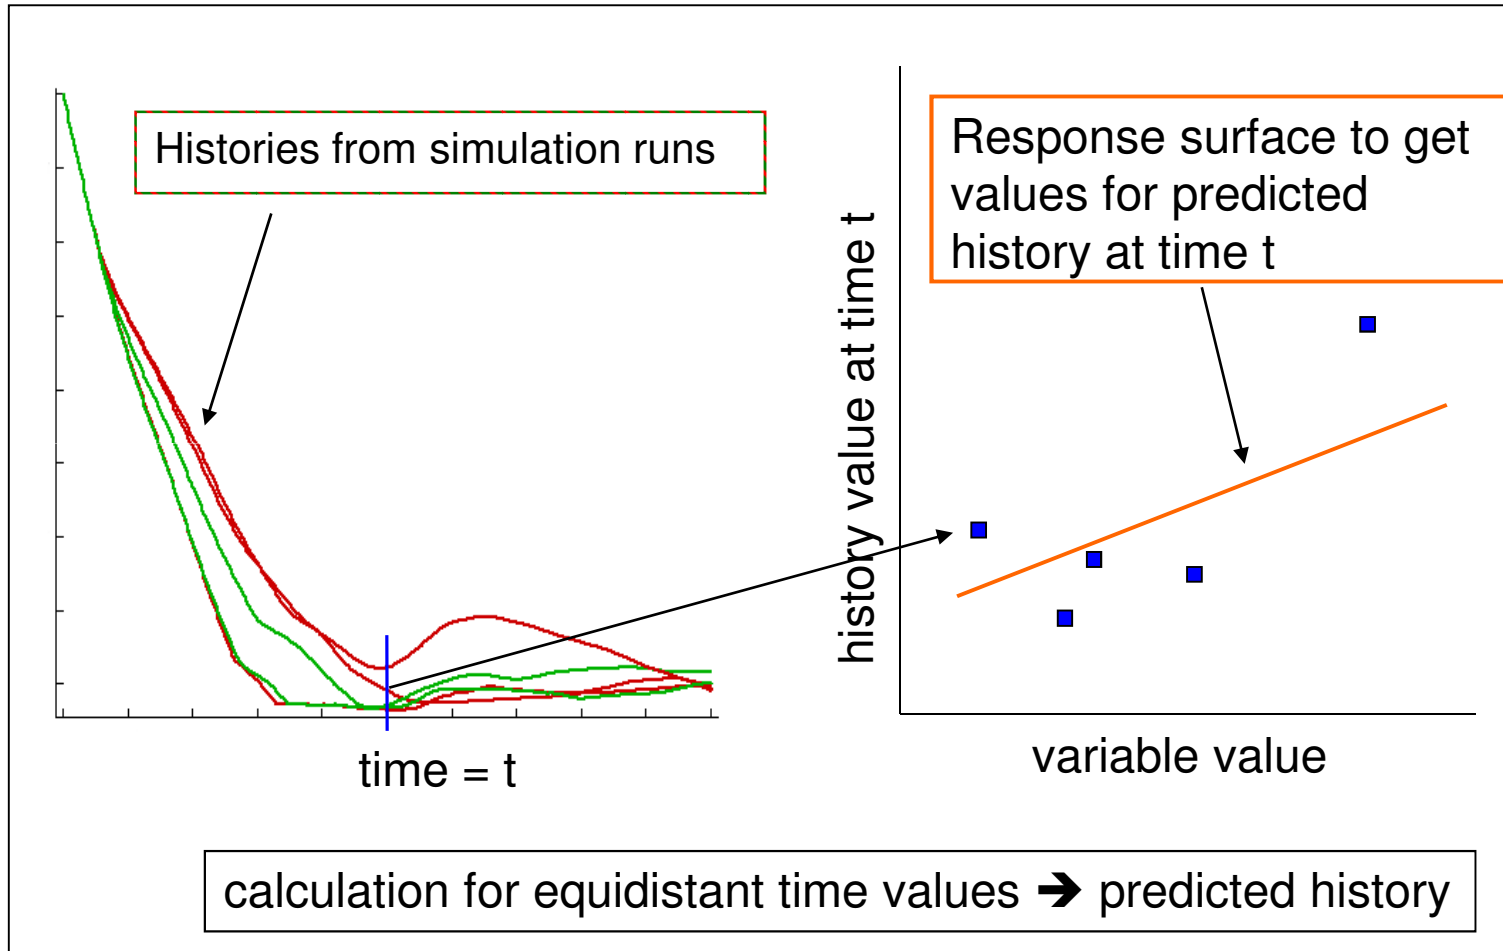 Histories from simulation runs
time = t
history value at time t
Response surface to get
values for predicted
history at time t
variable value
calculation for equidistant time values ➔ predicted history